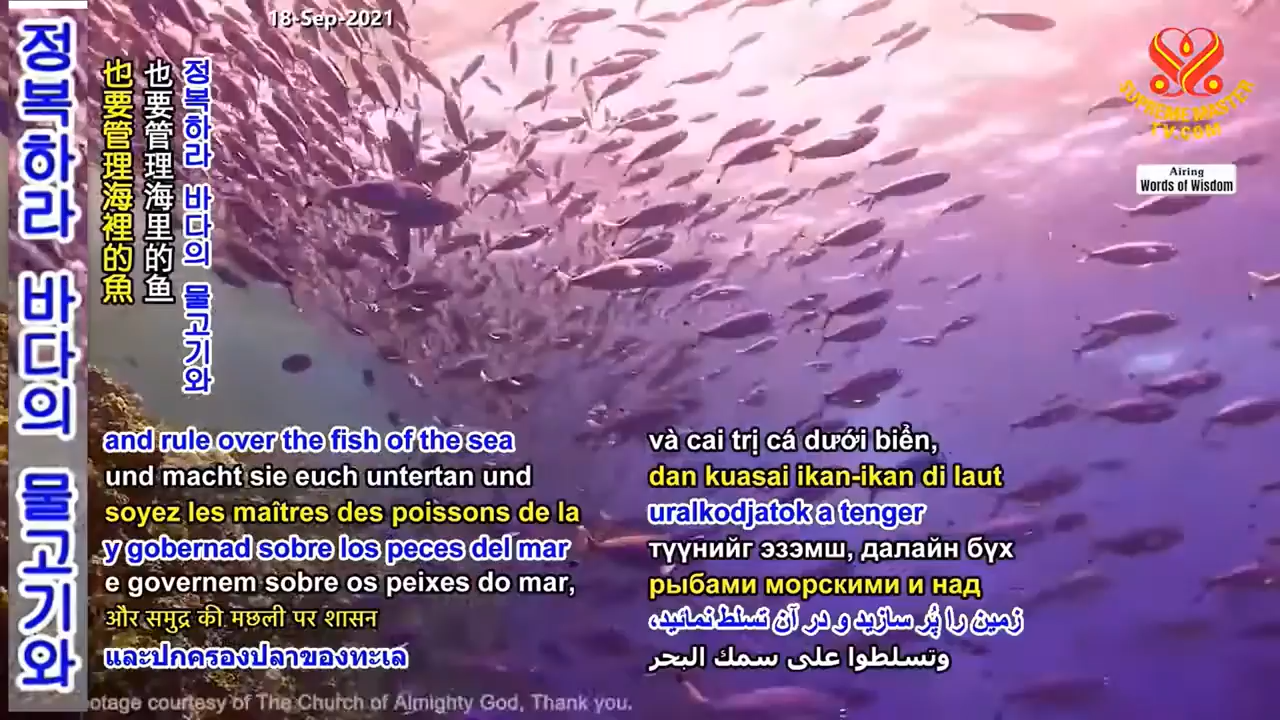 18-Sep-2021
SUPREME MASTER
TV.COM
Airing
Words of Wisdom
정복하라 바다의 물고기와
也要管理海裡的魚
也要管理海里的鱼
정복하라 바다의 물고기와
and rule over the fish of the sea
und macht sie euch untertan und
soyez les maîtres des poissons de la
y gobernad sobre los peces del mar
e governem sobre os peixes do mar,
और समुद्र की मछली पर शासन
และปกครองปลาของทะเล
và cai trị cá dưới biển,
dan kuasai ikan-ikan di laut
uralkodjatok a tenger
түүнийг эзэмш, далайн бүх
рыбами морскими и над
زمین را پُر سازید و در آن تسلط نمائید،
وتسلطوا على سمك البحر
otage courtesy of The Church of Almighty God, Thank you.